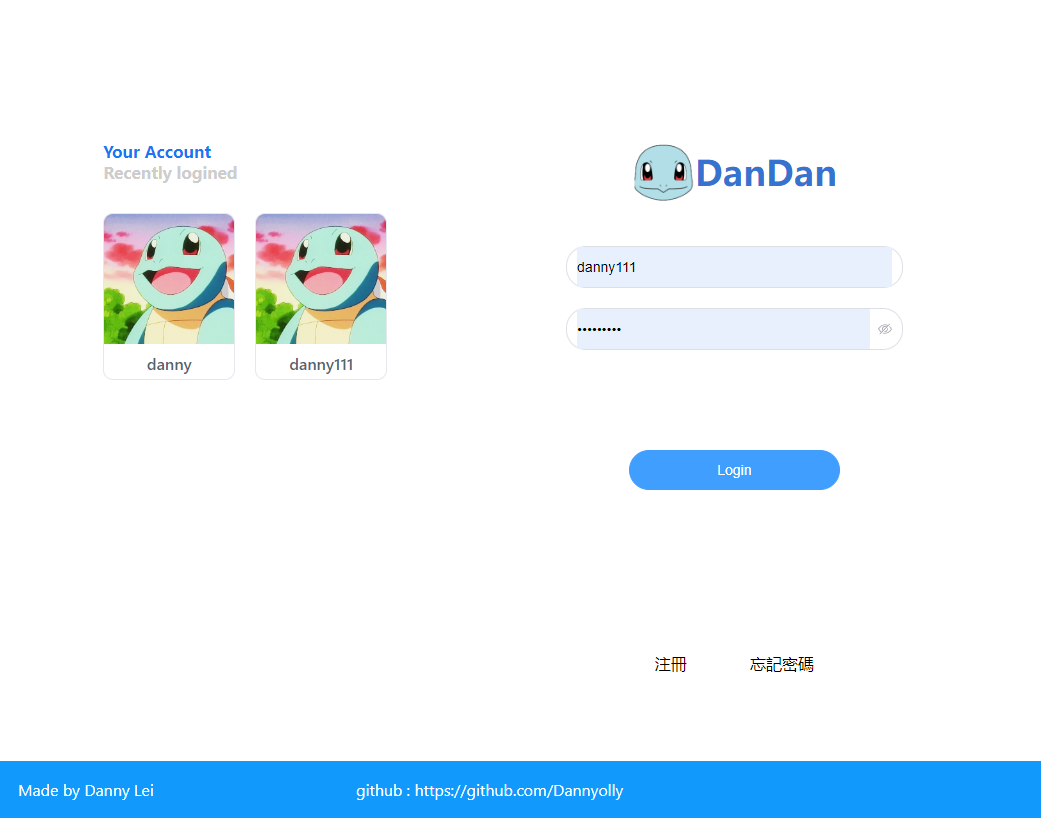 Your Account
Recently logined
danny
danny111
DanDan
danny111
•••••••••
Login
注冊
忘記密碼
Made by Danny Lei
github : https://github.com/Dannyolly